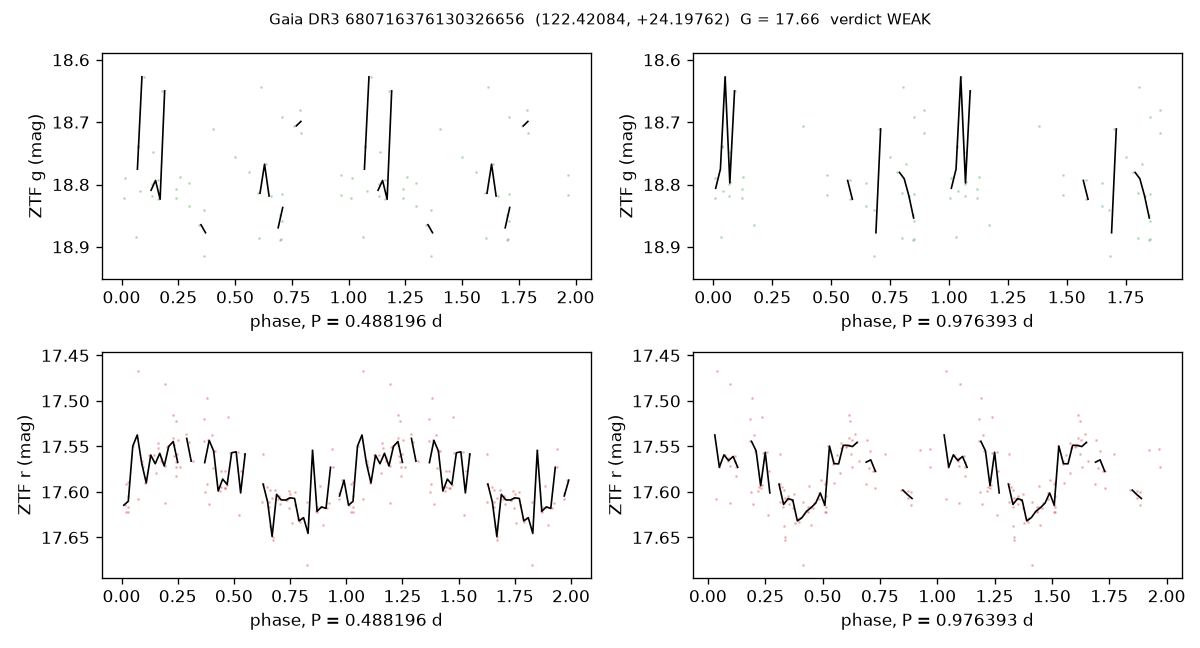 Gaia DR3 680716376130326656 (122.42084, +24.19762) G = 17.66 verdict WEAK
ZTF g (mag)
18.6
18.7
18.8
18.9
0.00 0.25 0.50 0.75 1.00 1.25 1.50 1.75 2.00
phase, P = 0.488196 d
ZTF g (mag)
18.6
18.7
18.8
18.9
0.00 0.25 0.50 0.75 1.00 1.25 1.50 1.75
phase, P = 0.976393 d
ZTF r (mag)
17.45
17.50
17.55
17.60
17.65
0.00 0.25 0.50 0.75 1.00 1.25 1.50 1.75 2.00
phase, P = 0.488196 d
ZTF r (mag)
17.45
17.50
17.55
17.60
17.65
0.00 0.25 0.50 0.75 1.00 1.25 1.50 1.75 2.00
phase, P = 0.976393 d